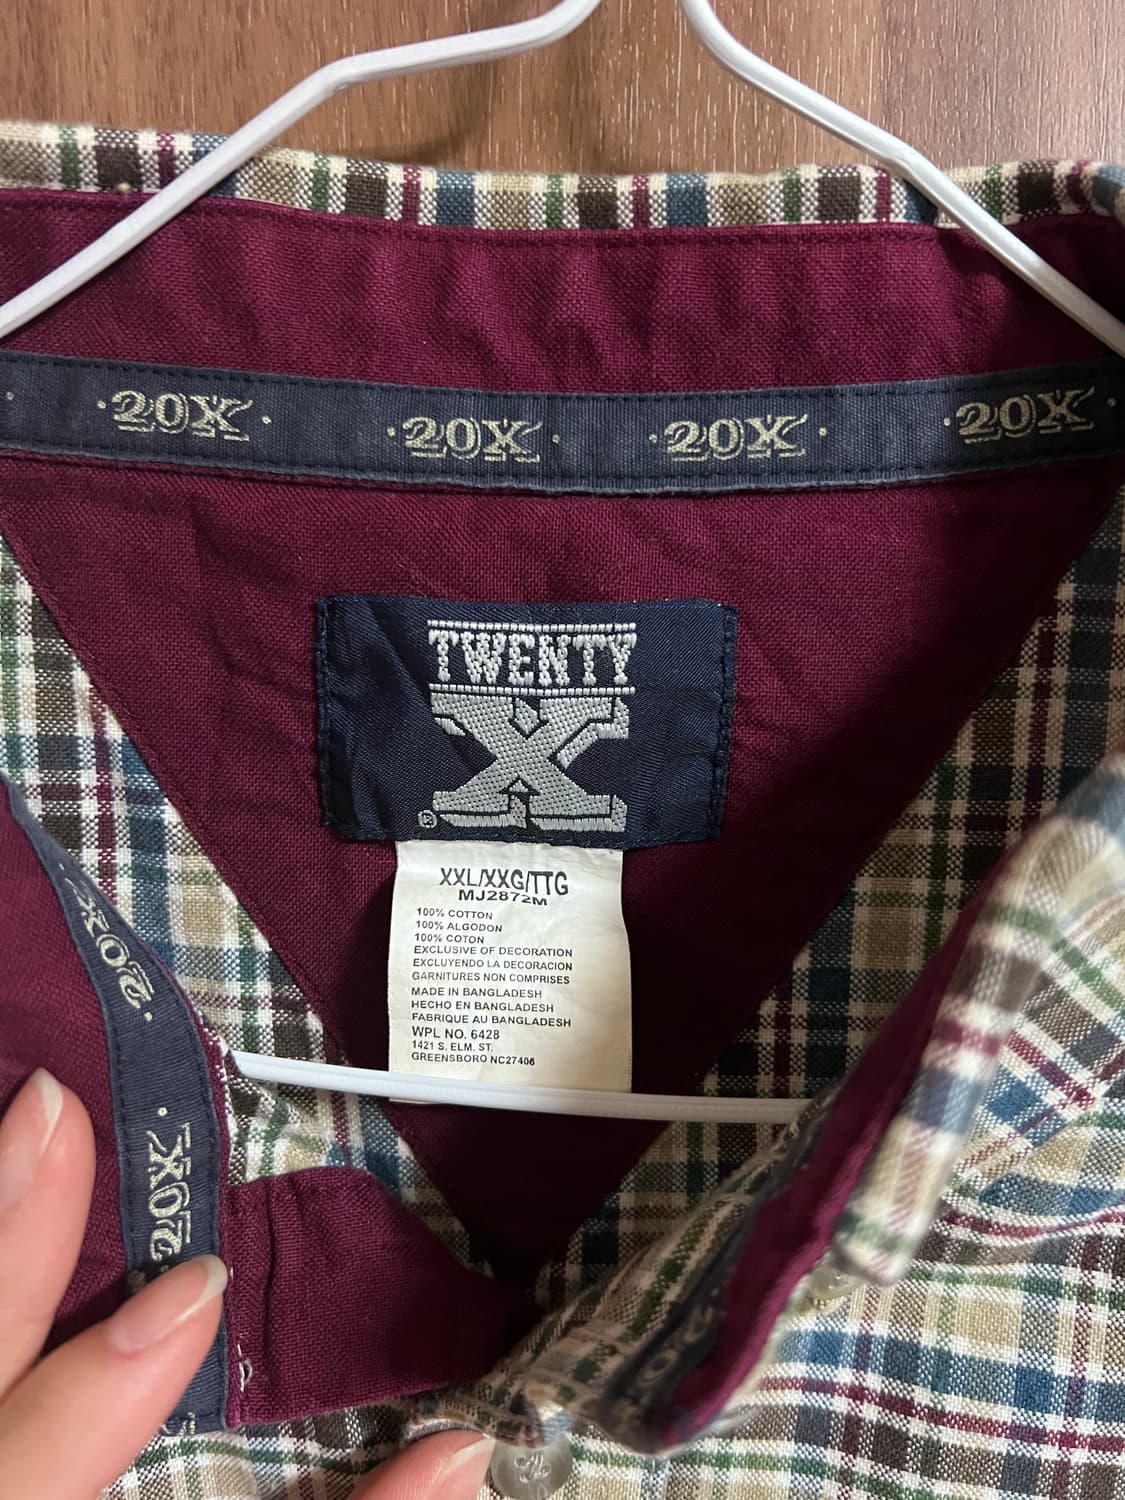 20X 20X 20X 20X
TWENTY
X
®
XXL/XXG/TTG
MJ2872M
100% COTTON
100% ALGODON
100% COTON
EXCLUSIVE OF DECORATION
EXCLUYENDO LA DECORACION
GARNITURES NON COMPRISES
MADE IN BANGLADESH
HECHO EN BANGLADESH
FABRIQUE AU BANGLADESH
WPL NO. 6428
1421 S. ELM. ST.
GREENSBORO NC27406
20X
20X